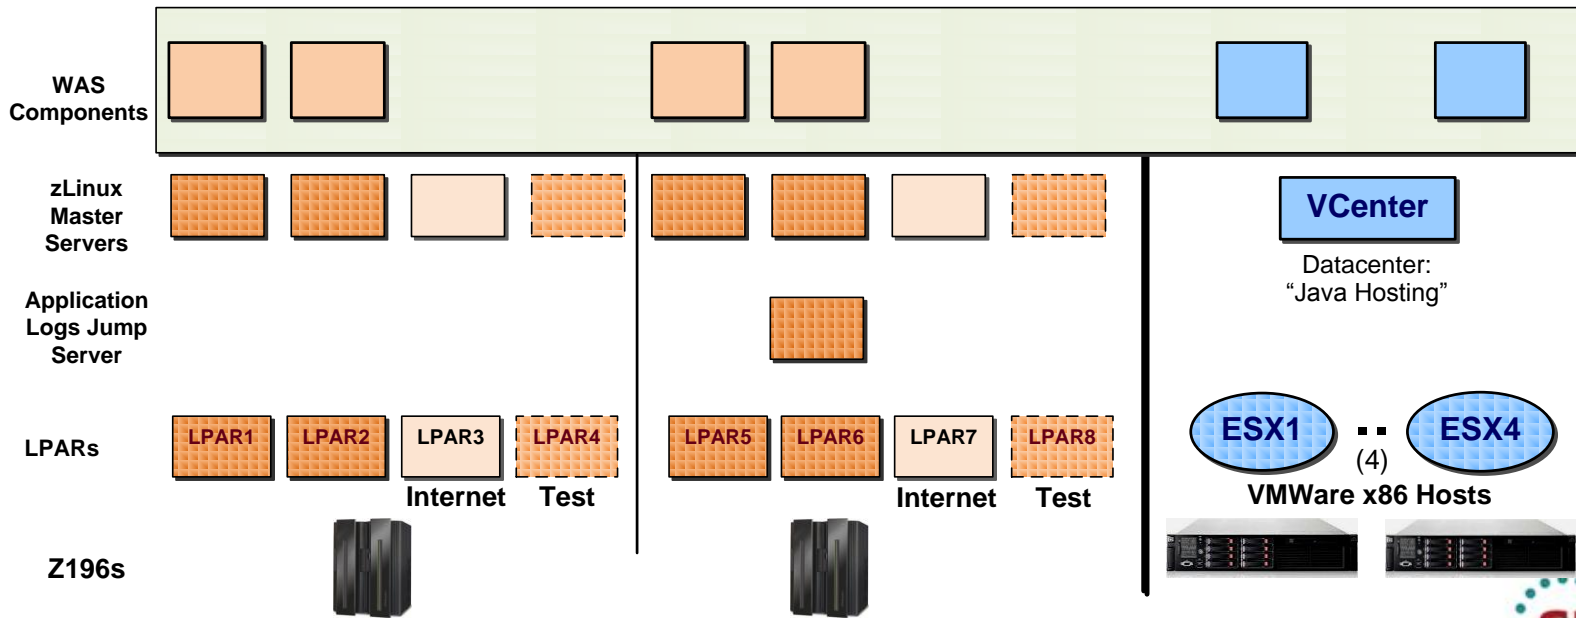 WAS
Components
zLinux
Master
Servers
VCenter
Datacenter:
“Java Hosting”
Application
Logs Jump
Server
LPARs
LPAR1
LPAR2
LPAR3
LPAR4
LPAR5
LPAR6
LPAR7
LPAR8
ESX1
ESX4
(4)
Internet
Test
Internet
Test
VMWare x86 Hosts
Z196s